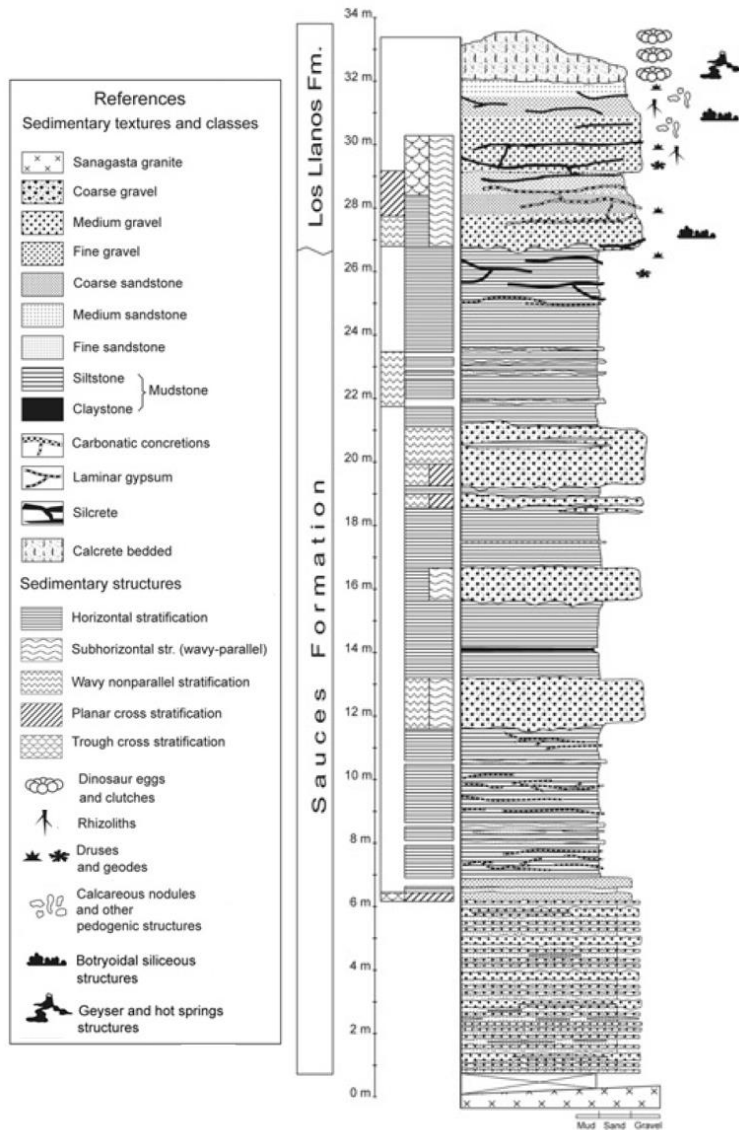 References
Sedimentary textures and classes
Sanagasta granite
Coarse gravel
Medium gravel
Fine gravel
Coarse sandstone
Medium sandstone
Fine sandstone
Siltstone
Mudstone
Claystone
Carbonatic concretions
Laminar gypsum
Silcrete
Calcrete bedded
Sedimentary structures
Horizontal stratification
Subhorizontal str. (wavy-parallel)
Wavy nonparallel stratification
Planar cross stratification
Trough cross stratification
Dinosaur eggs
and clutches
Rhizoliths
Druses
and geodes
Calcareous nodules
and other
pedogenic structures
Botryoidal siliceous
structures
Geyser and hot springs
structures
Los Llanos Fm.
Sauces Formation
34 m
32 m
30 m
28 m
26 m
24 m
22 m
20 m
18 m
16 m
14 m
12 m
10 m
8 m
6 m
4 m
2 m
0 m
Mud Sand Gravel